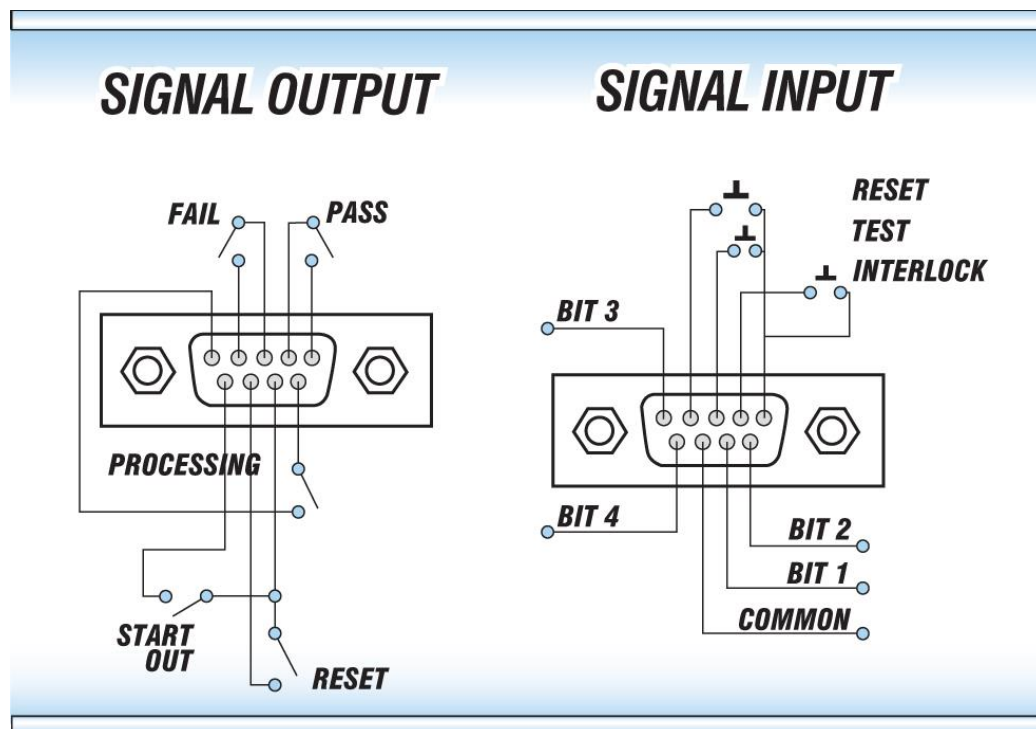 SIGNAL OUTPUT
FAIL
PASS
PROCESSING
START
OUT
RESET
SIGNAL INPUT
RESET
TEST
INTERLOCK
BIT 3
BIT 4
BIT 2
BIT 1
COMMON